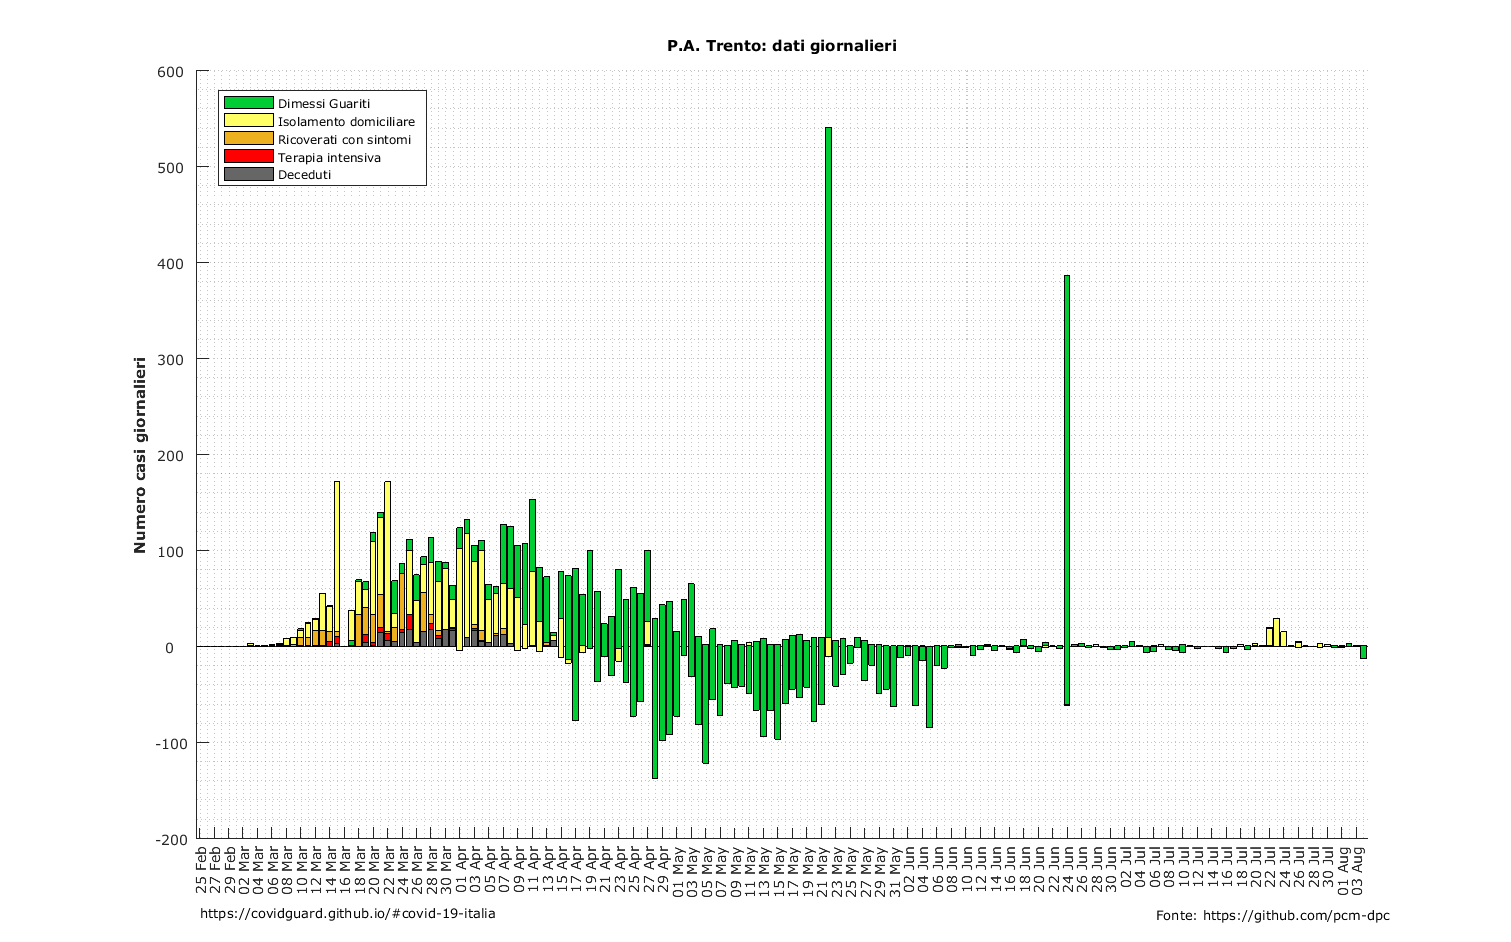 P.A. Trento: dati giornalieri
600
500
400
300
200
100
0
-100
-200
Numero casi giornalieri
Dimessi Guariti
Isolamento domiciliare
Ricoverati con sintomi
Terapia intensiva
Deceduti
25 Feb
27 Feb
29 Feb
02 Mar
04 Mar
06 Mar
08 Mar
10 Mar
12 Mar
14 Mar
16 Mar
18 Mar
20 Mar
22 Mar
24 Mar
26 Mar
28 Mar
30 Mar
01 Apr
03 Apr
05 Apr
07 Apr
09 Apr
11 Apr
13 Apr
15 Apr
17 Apr
19 Apr
21 Apr
23 Apr
25 Apr
27 Apr
29 Apr
01 May
03 May
05 May
07 May
09 May
11 May
13 May
15 May
17 May
19 May
21 May
23 May
25 May
27 May
29 May
31 May
02 Jun
04 Jun
06 Jun
08 Jun
10 Jun
12 Jun
14 Jun
16 Jun
18 Jun
20 Jun
22 Jun
24 Jun
26 Jun
28 Jun
30 Jun
02 Jul
04 Jul
06 Jul
08 Jul
10 Jul
12 Jul
14 Jul
16 Jul
18 Jul
20 Jul
22 Jul
24 Jul
26 Jul
28 Jul
30 Jul
01 Aug
03 Aug
https://covidguard.github.io/#covid-19-italia
Fonte: https://github.com/pcm-dpc